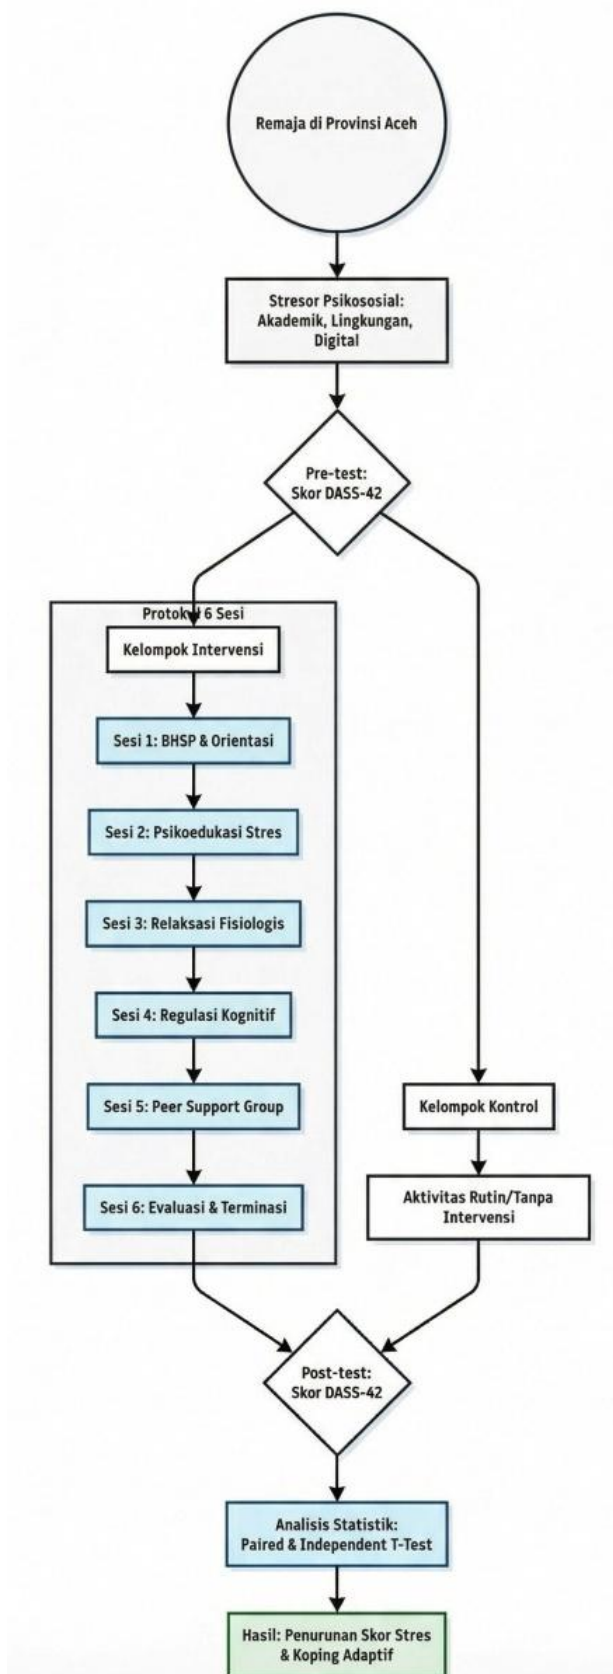 Remaja di Provinsi Aceh
Stresor Psikososial:
Akademik, Lingkungan,
Digital
Pre-test:
Skor DASS-42
Protokol 6 Sesi
Kelompok Intervensi
Sesi 1: BHSP & Orientasi
Sesi 2: Psikoedukasi Stres
Sesi 3: Relaksasi Fisiologis
Sesi 4: Regulasi Kognitif
Sesi 5: Peer Support Group
Sesi 6: Evaluasi & Terminasi
Kelompok Kontrol
Aktivitas Rutin/Tanpa
Intervensi
Post-test:
Skor DASS-42
Analisis Statistik:
Paired & Independent T-Test
Hasil: Penurunan Skor Stres
& Koping Adaptif